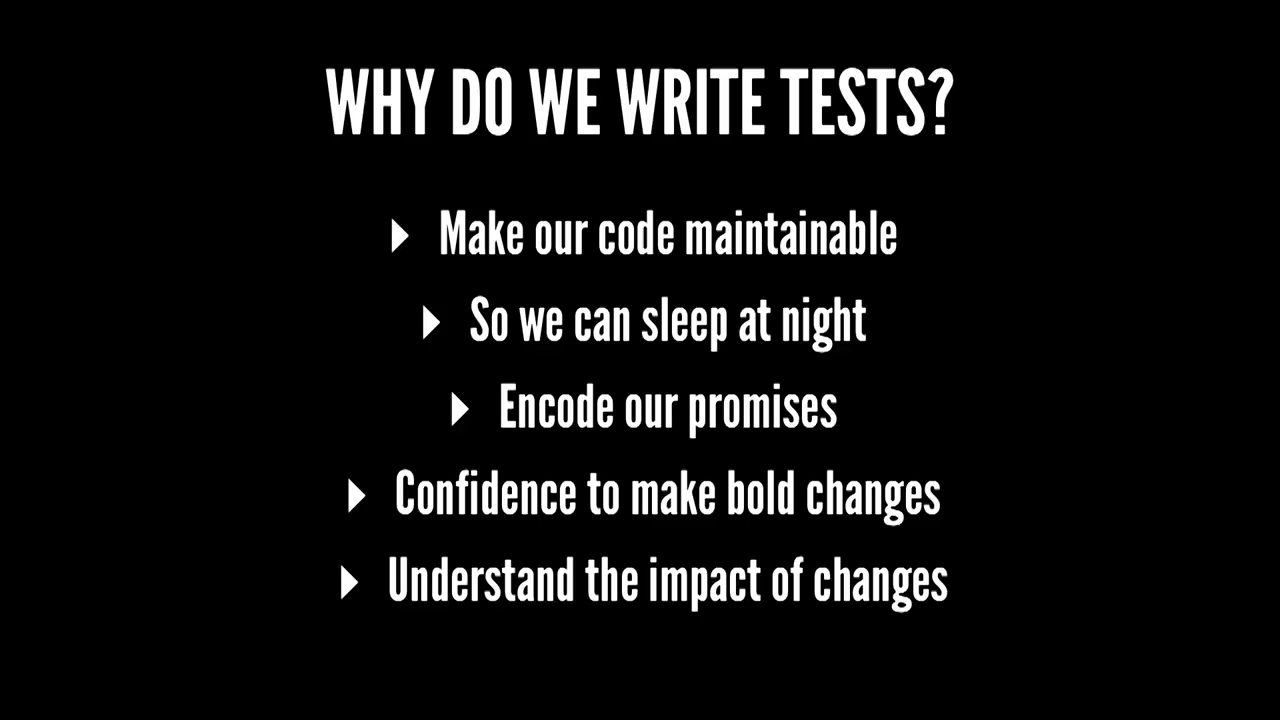 WHY DO WE WRITE TESTS?
Make our code maintainable
So we can sleep at night
Encode our promises
Confidence to make bold changes
Understand the impact of changes